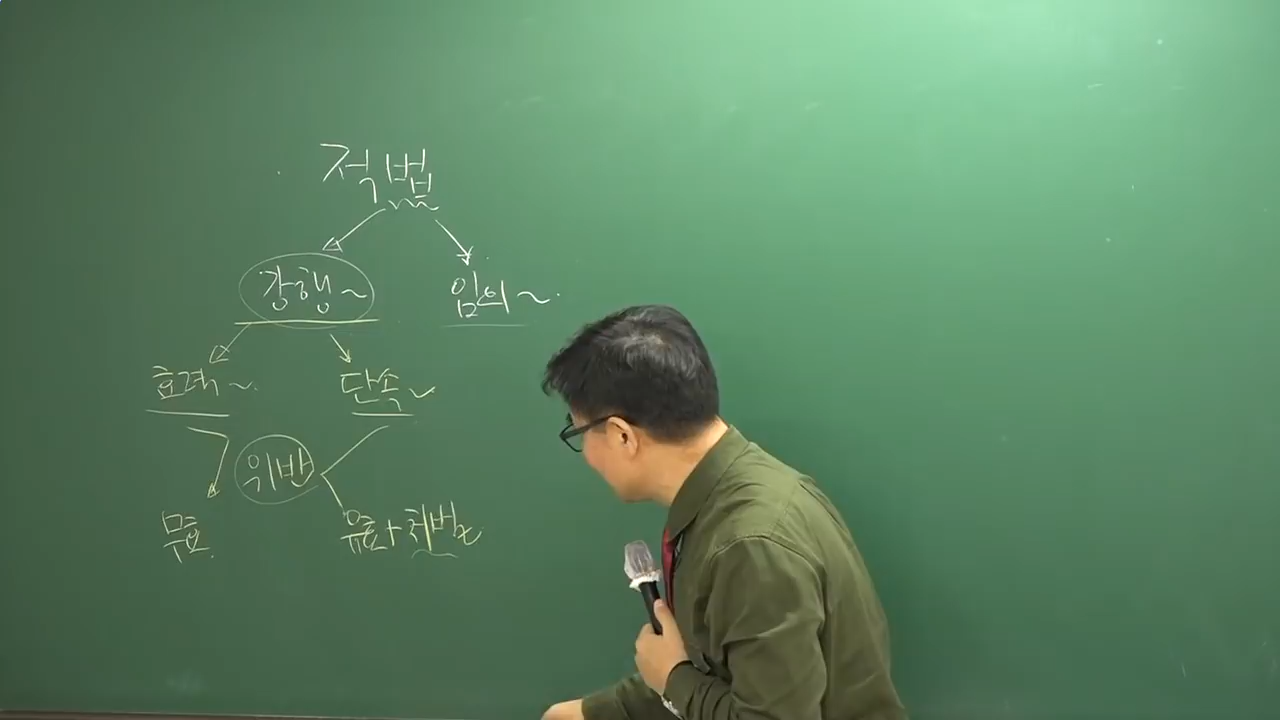 적법
강행~ 임의~
효력~ 단속~
위반
무효 유효+처벌